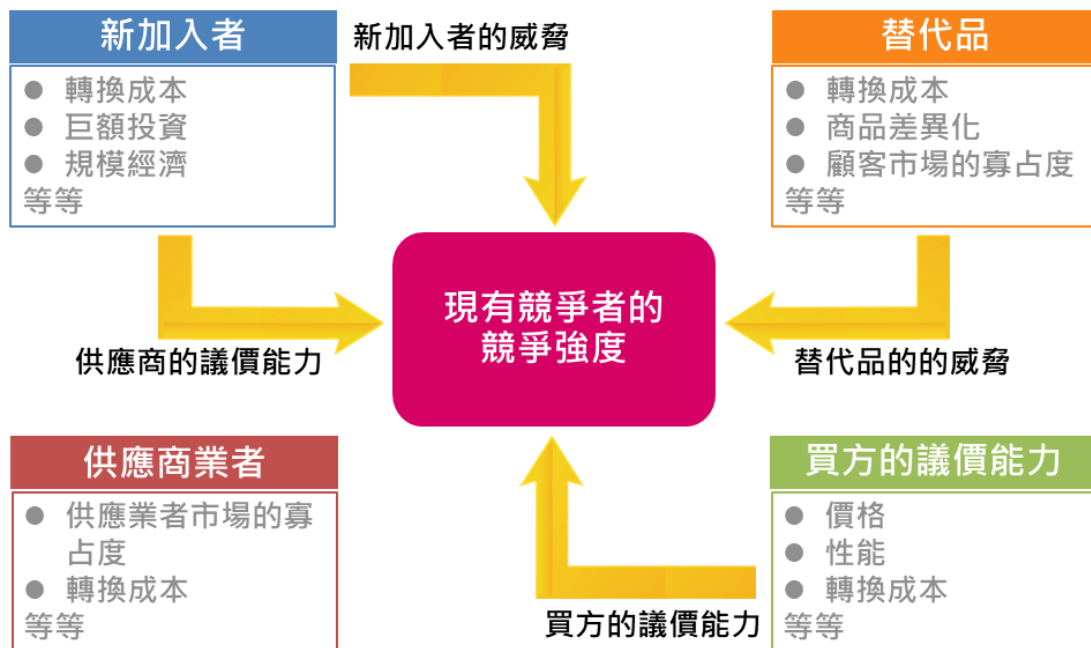 新加入者
● 轉換成本
● 巨額投資
● 規模經濟
等等
新加入者的威脅
替代品
● 轉換成本
● 商品差異化
● 顧客市場的寡占度
等等
現有競爭者的
競爭強度
供應商的議價能力
替代品的的威脅
供應商業者
● 供應業者市場的寡
占度
● 轉換成本
等等
買方的議價能力
買方的議價能力
● 價格
● 性能
● 轉換成本
等等